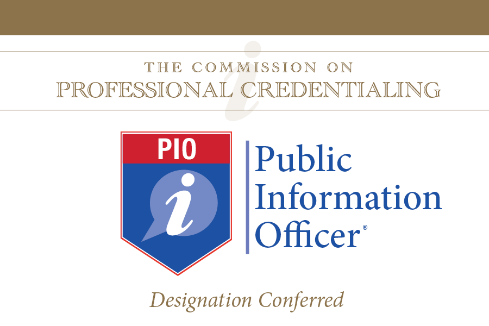 THE COMMISSION ON
PROFESSIONAL CREDENTIALING
PIO
i
Public
Information
Officer®
Designation Conferred